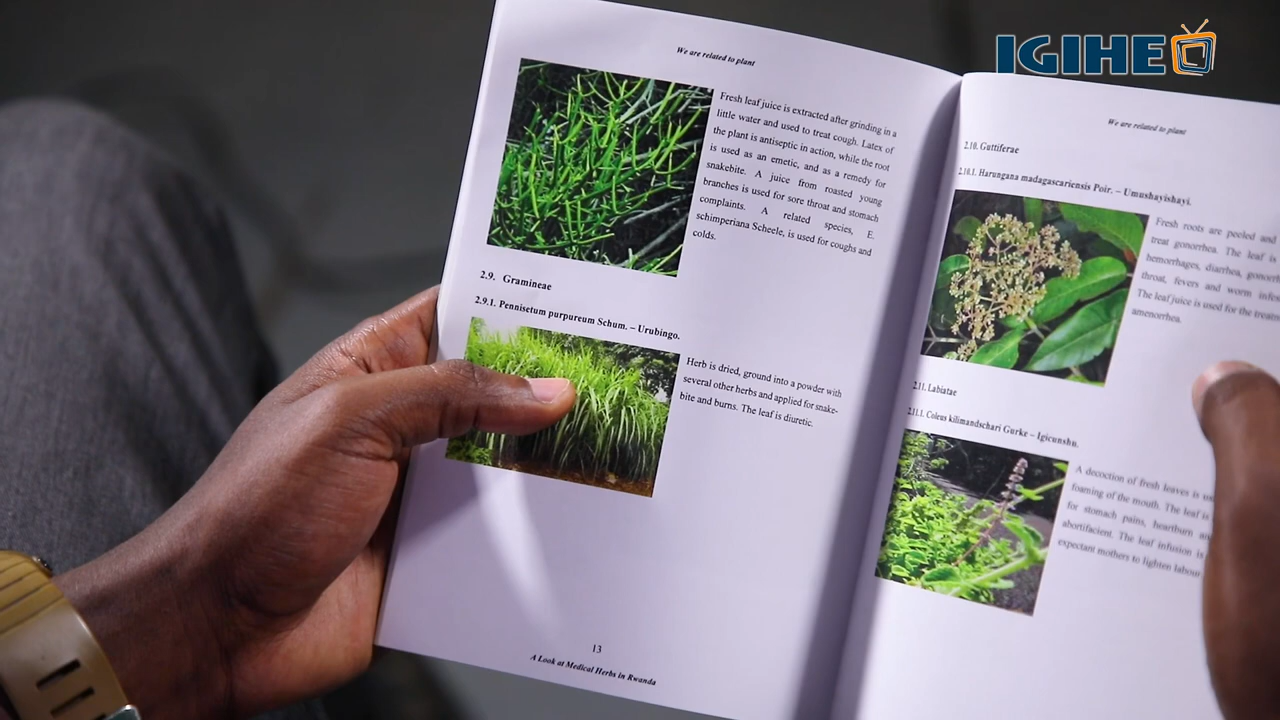 IGIHE
We are related to plant
Fresh leaf juice is extracted after grinding in a
little water and used to treat cough. Latex of
the plant is antiseptic in action, while the root
is used as an emetic, and as a remedy for
snakebite. A juice from roasted young
branches is used for sore throat and stomach
complaints. A related species, E.
schimperiana Scheele, is used for coughs and
colds.
2.9. Gramineae
2.9.1. Pennisetum purpureum Schum. – Urubingo.
Herb is dried, ground into a powder with
several other herbs and applied for snake-
bite and burns. The leaf is diuretic.
13
A Look at Medical Herbs in Rwanda
We are related to plant
2.10. Guttiferae
2.10.1. Harungana madagascariensis Poir. – Umushayishayi.
Fresh roots are peeled and
treat gonorrhea. The leaf is
hemorrhages, diarrhea,
throat, fevers and worm
The leaf juice is used for the
amenorrhea.
2.11. Labiatae
2.11.1. Coleus kilimandschari Gurke – Igicunshu.
A decoction of fresh leaves is
foaming of the mouth. The leaf is
for stomach pains, heartburn
abortifacient. The leaf infusion is
expectant mothers to lighten labour